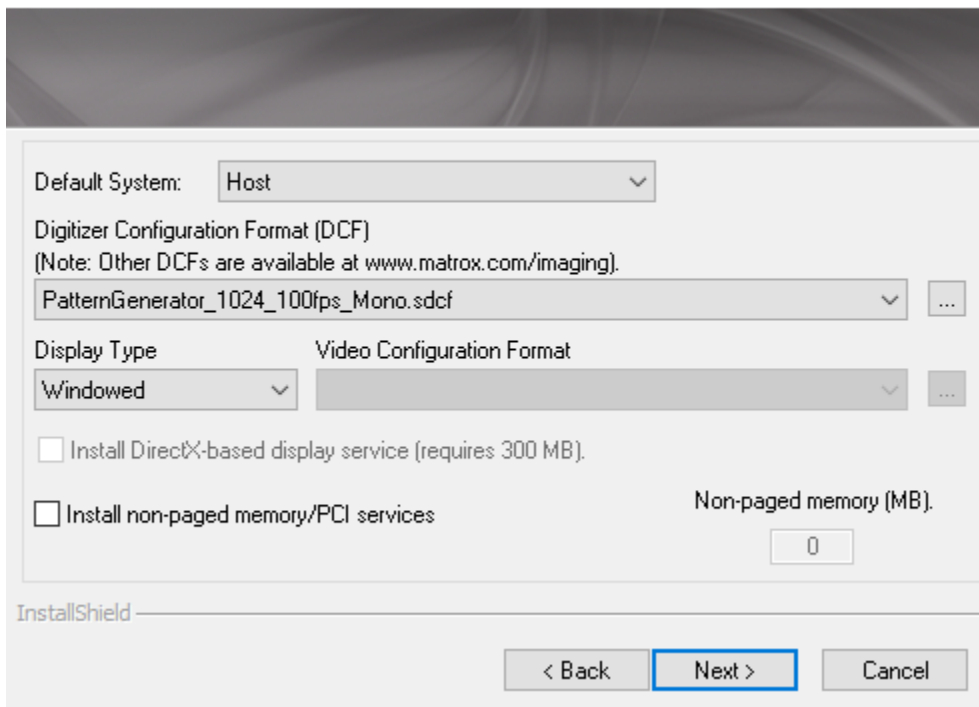 Default System: Host
Digitizer Configuration Format (DCF)
(Note: Other DCFs are available at www.matrox.com/imaging).
PatternGenerator_1024_100fps_Mono.sdcf ...
Display Type Video Configuration Format
Windowed ...
Install DirectX-based display service (requires 300 MB).
Non-paged memory (MB).
Install non-paged memory/PCI services
0
InstallShield
< Back Next > Cancel